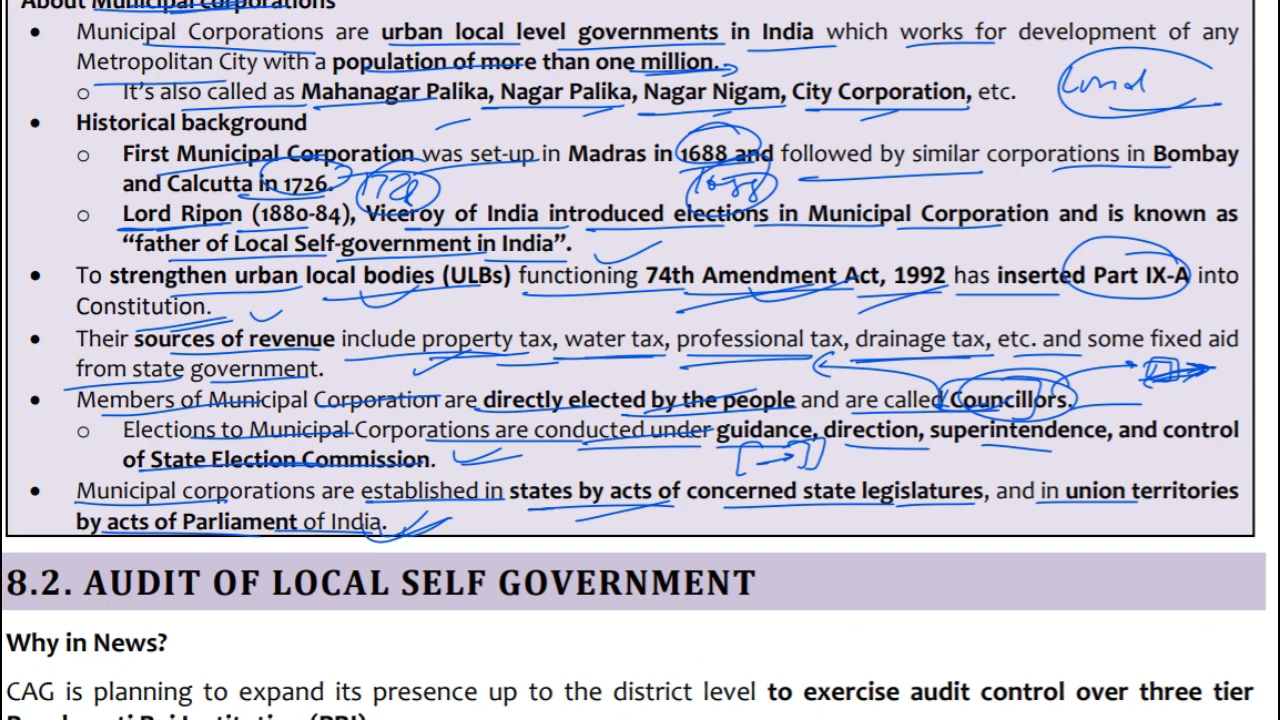 About Municipal corporations
• Municipal Corporations are urban local level governments in India which works for development of any
Metropolitan City with a population of more than one million.
o It's also called as Mahanagar Palika, Nagar Palika, Nagar Nigam, City Corporation, etc.
• Historical background
o First Municipal Corporation was set-up in Madras in 1688 and followed by similar corporations in Bombay
and Calcutta in 1726.
1726
1688
o Lord Ripon (1880-84), Viceroy of India introduced elections in Municipal Corporation and is known as
"father of Local Self-government in India".
• To strengthen urban local bodies (ULBs) functioning 74th Amendment Act, 1992 has inserted Part IX-A into
Constitution.
• Their sources of revenue include property tax, water tax, professional tax, drainage tax, etc. and some fixed aid
from state government.
• Members of Municipal Corporation are directly elected by the people and are called Councillors.
o Elections to Municipal Corporations are conducted under guidance, direction, superintendence, and control
of State Election Commission.
• Municipal corporations are established in states by acts of concerned state legislatures, and in union territories
by acts of Parliament of India.
8.2. AUDIT OF LOCAL SELF GOVERNMENT
Why in News?
CAG is planning to expand its presence up to the district level to exercise audit control over three tier
Panchayati Raj Institution (PRI)